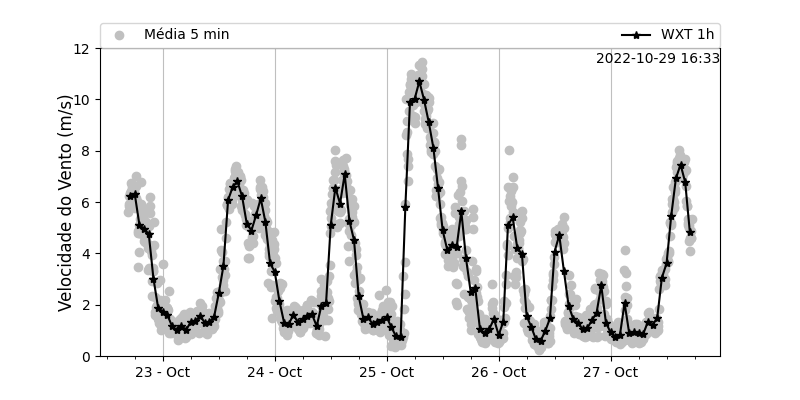 Média 5 min
WXT 1h
2022-10-29 16:33
Velocidade do Vento (m/s)
12
10
8
6
4
2
0
23 - Oct
24 - Oct
25 - Oct
26 - Oct
27 - Oct